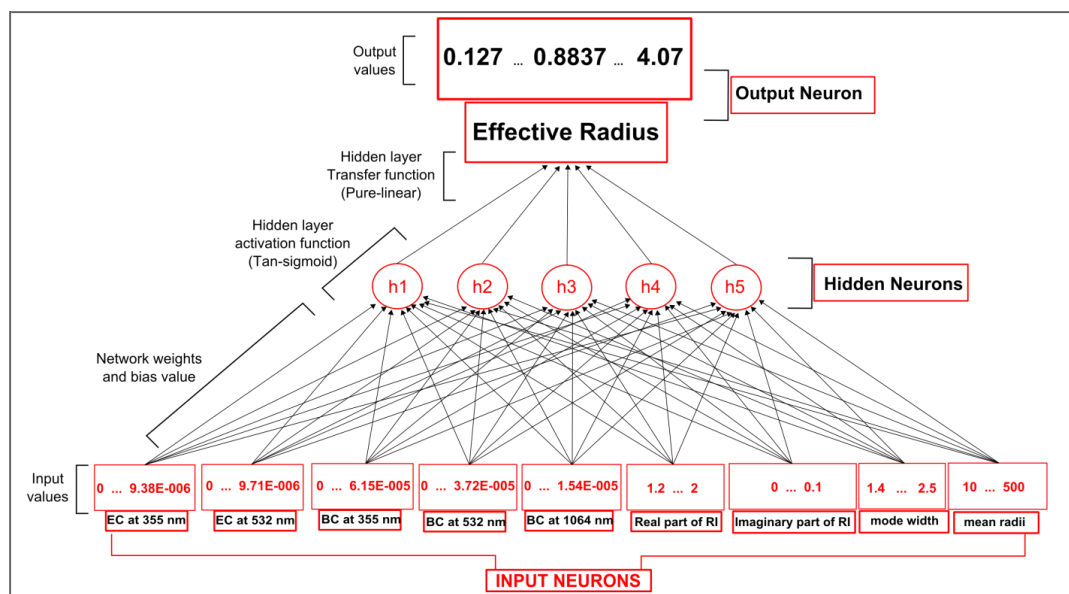 Output
values
0.127 ... 0.8837 ... 4.07
Output Neuron
Effective Radius
Hidden layer
Transfer function
(Pure-linear)
Hidden layer
activation function
(Tan-sigmoid)
h1 h2 h3 h4 h5
Hidden Neurons
Network weights
and bias value
Input
values
0 ... 9.38E-006
0 ... 9.71E-006
0 ... 6.15E-005
0 ... 3.72E-005
0 ... 1.54E-005
1.2 ... 2
0 ... 0.1
1.4 ... 2.5
10 ... 500
EC at 355 nm
EC at 532 nm
BC at 355 nm
BC at 532 nm
BC at 1064 nm
Real part of RI
Imaginary part of RI
mode width
mean radii
INPUT NEURONS